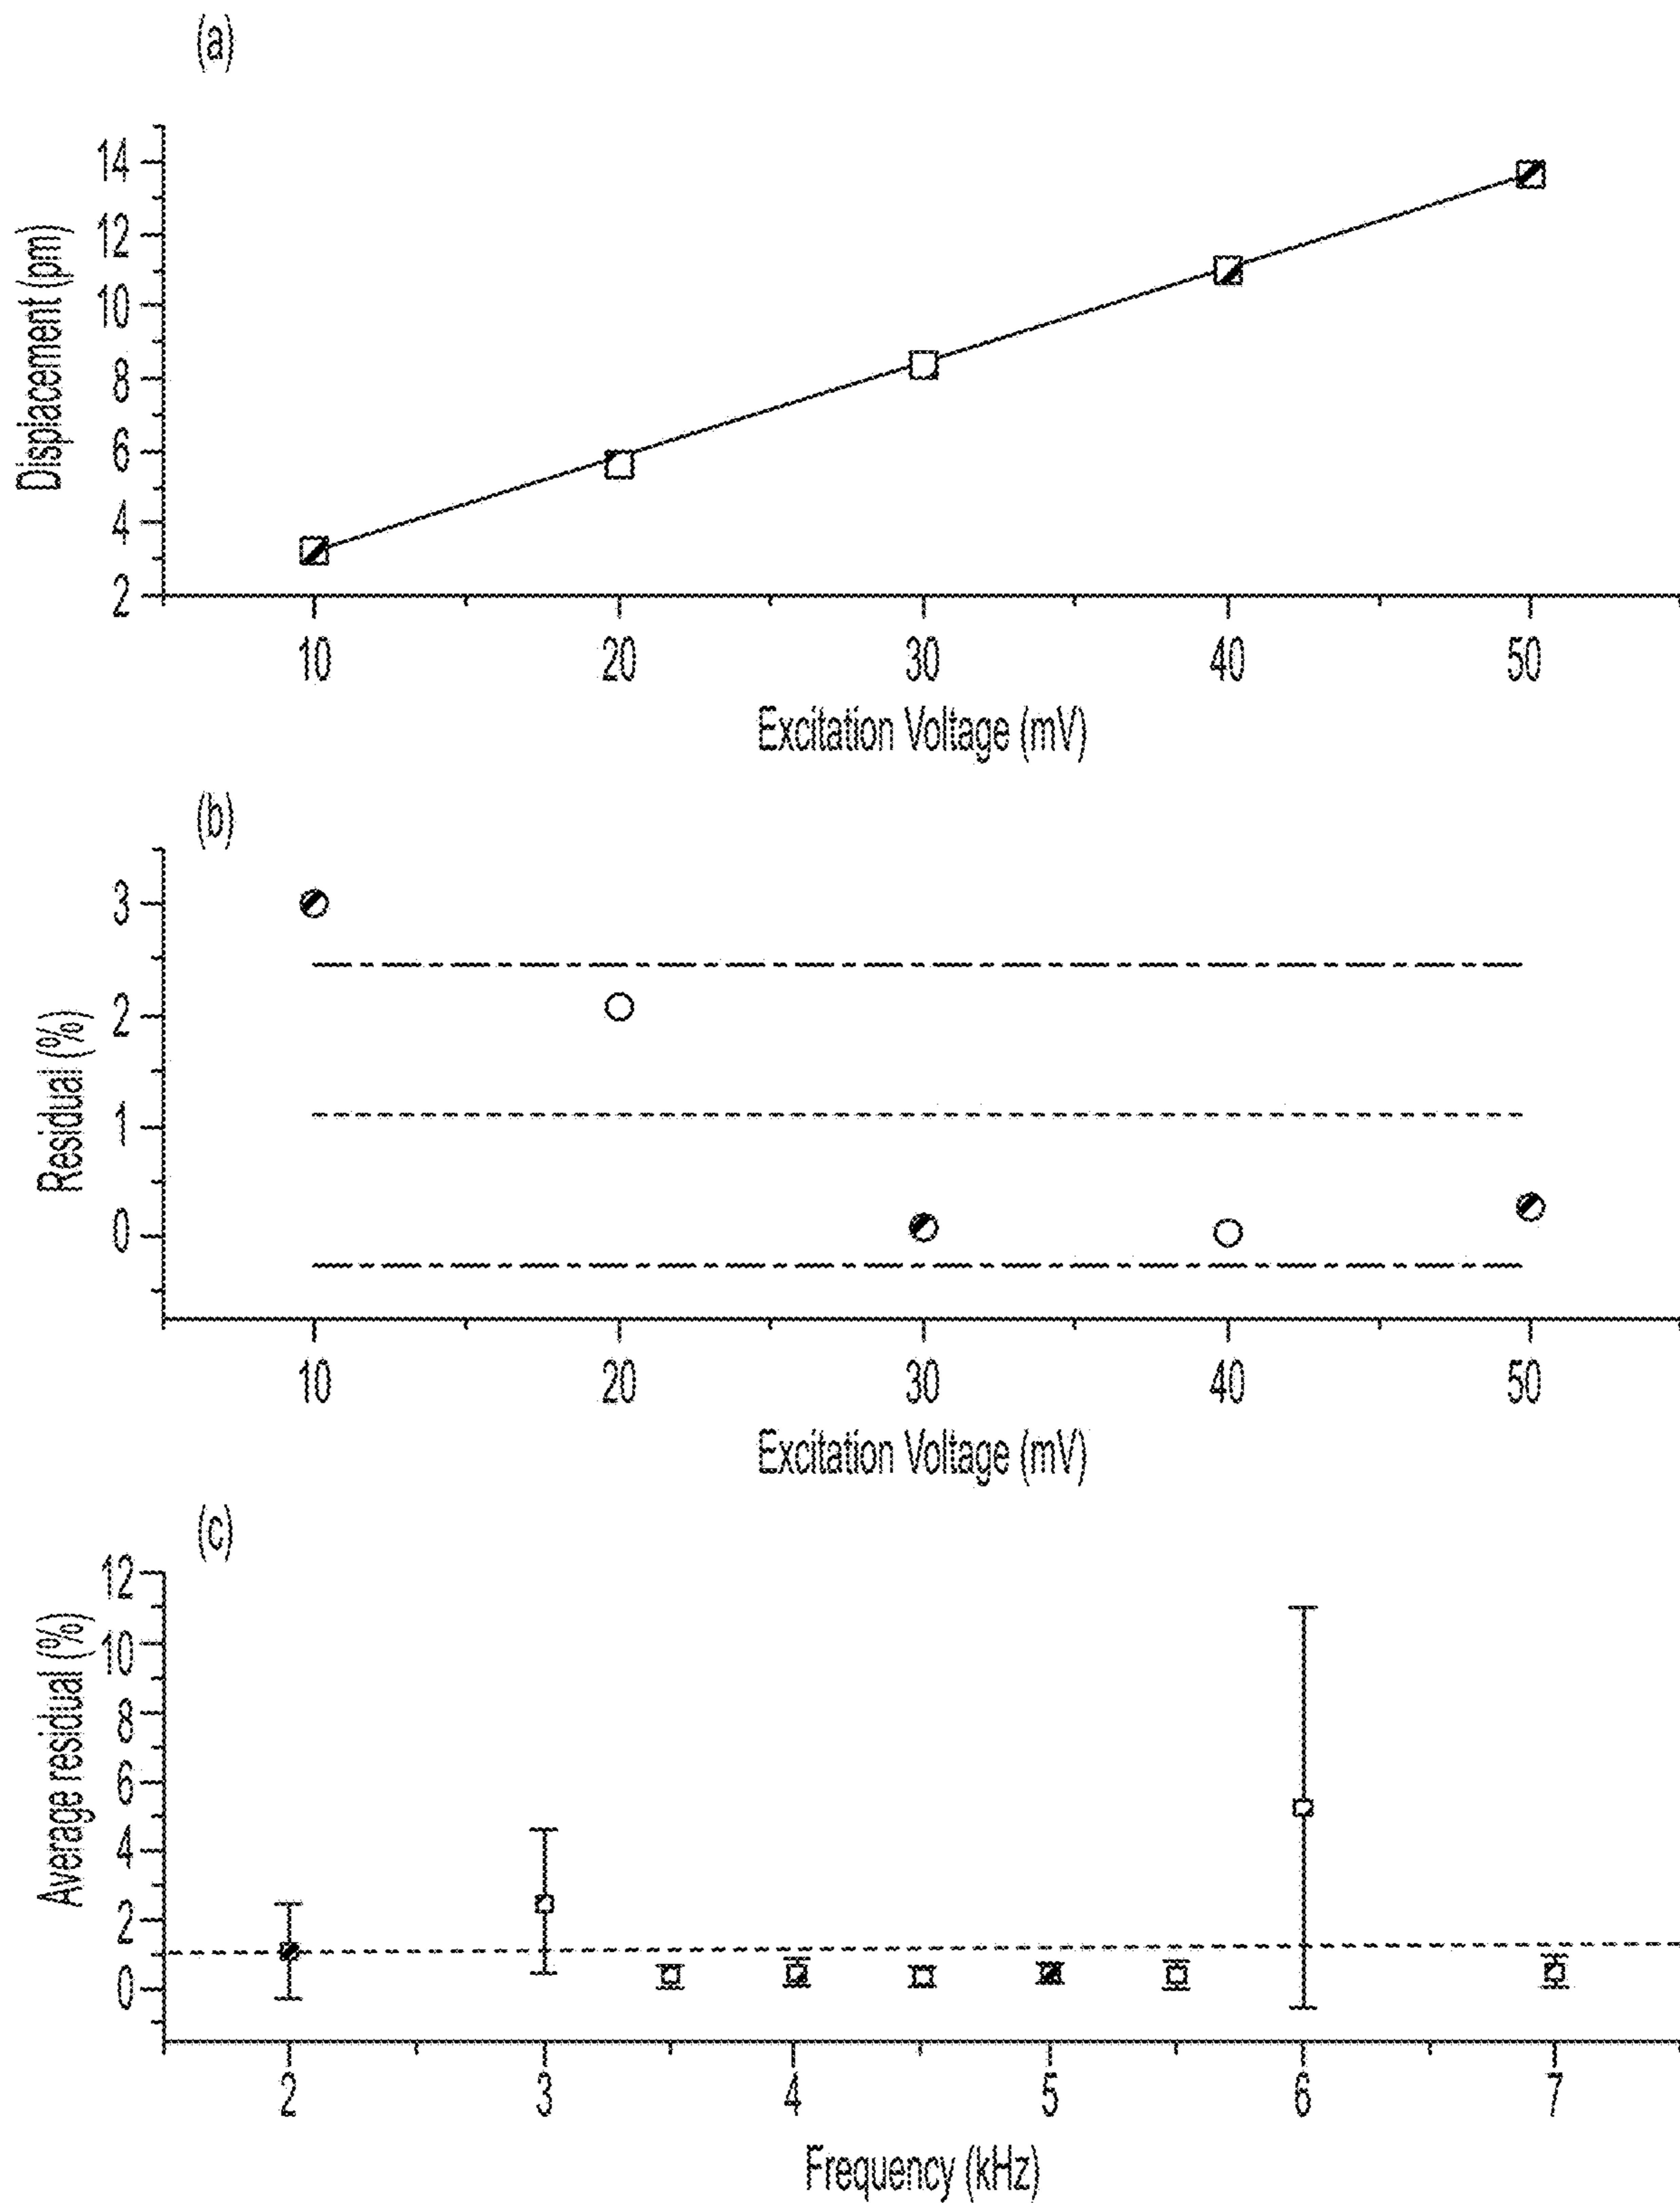 (a)
14
12
10
8
6
4
2
Displacement (pm)
10 20 30 40 50
Excitation Voltage (mV)
(b)
3
2
1
0
Residual (%)
10 20 30 40 50
Excitation Voltage (mV)
(c)
12
10
8
6
4
2
0
Average residual (%)
2 3 4 5 6 7
Frequency (kHz)